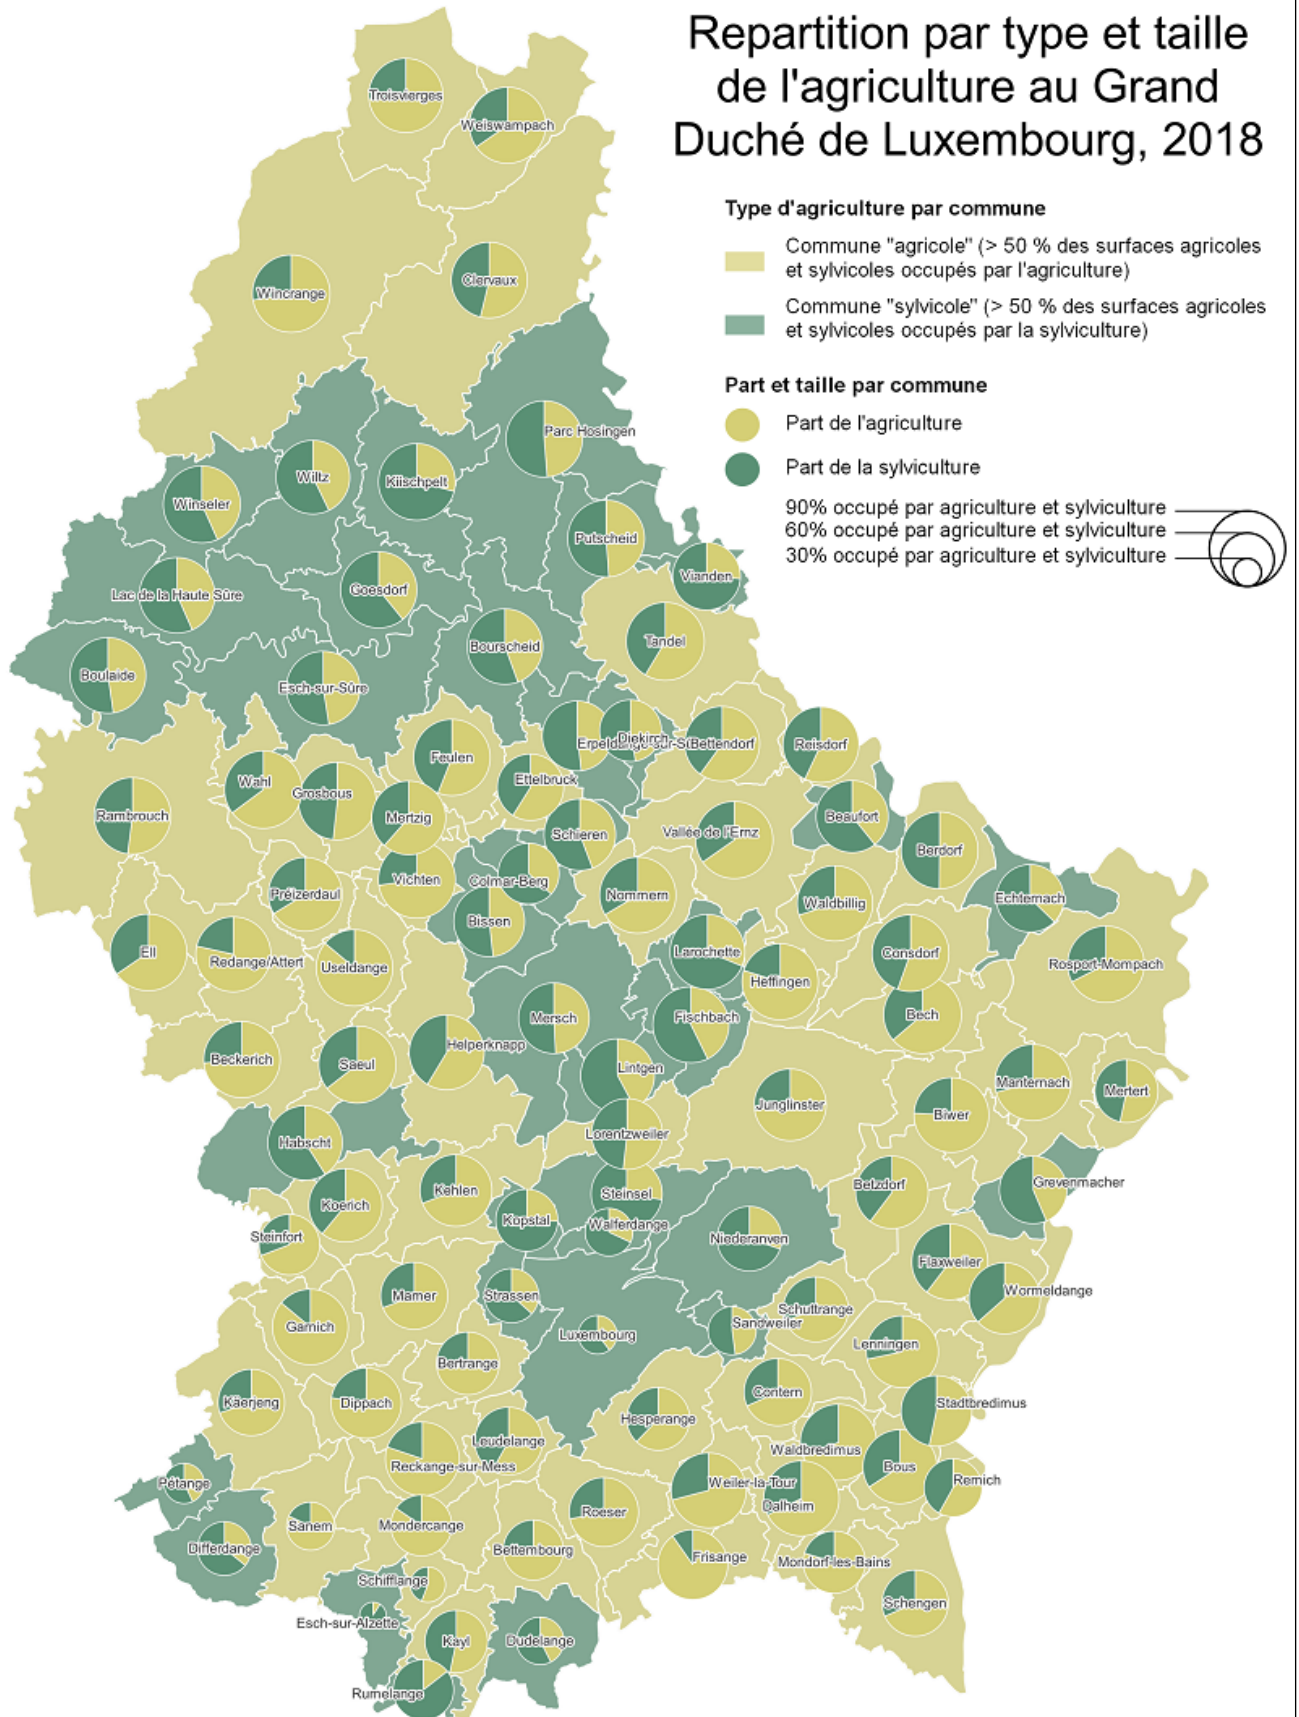 Repartition par type et taille
de l'agriculture au Grand
Duché de Luxembourg, 2018
Type d'agriculture par commune
Commune "agricole" (> 50 % des surfaces agricoles
et sylvicoles occupés par l'agriculture)
Commune "sylvicole" (> 50 % des surfaces agricoles
et sylvicoles occupés par la sylviculture)
Part et taille par commune
Part de l'agriculture
Part de la sylviculture
90% occupé par agriculture et sylviculture
60% occupé par agriculture et sylviculture
30% occupé par agriculture et sylviculture
Troisvierges
Weiswampach
Clervaux
Wincrange
Parc Hosingen
Wiltz
Kiischpelt
Winseler
Putscheid
Vianden
Goesdorf
Lac de la Haute Sûre
Tandel
Bourscheid
Boulaide
Esch-sur-Sûre
Diekirch
Erpeldange-sur-Sû
Bettendorf
Reisdorf
Feulen
Ettelbruck
Wahl
Grosbous
Rambrouch
Mertzig
Beaufort
Schieren
Vallée de l'Ernz
Berdorf
Vichten
Colmar-Berg
Préizerdaul
Nommern
Echternach
Waldbillig
Bissen
Ell
Larochette
Consdorf
Redange/Attert
Useldange
Rosport-Mompach
Heffingen
Mersch
Fischbach
Bech
Helperknapp
Beckerich
Saeul
Lintgen
Manternach
Mertert
Junglinster
Biwer
Lorentzweiler
Habscht
Grevenmacher
Betzdorf
Kehlen
Steinsel
Koerich
Kopstal
Walferdange
Steinfort
Niederanven
Flaxweiler
Wormeldange
Mamer
Strassen
Schuttrange
Sandweiler
Garnich
Luxembourg
Lenningen
Bertrange
Contern
Käerjeng
Dippach
Stadtbredimus
Hesperange
Leudelange
Waldbredimus
Reckange-sur-Mess
Bous
Remich
Pétange
Weiler-la-Tour
Dalheim
Roeser
Sanem
Mondercange
Differdange
Bettembourg
Frisange
Mondorf-les-Bains
Schifflange
Schengen
Esch-sur-Alzette
Kayl
Dudelange
Rumelange